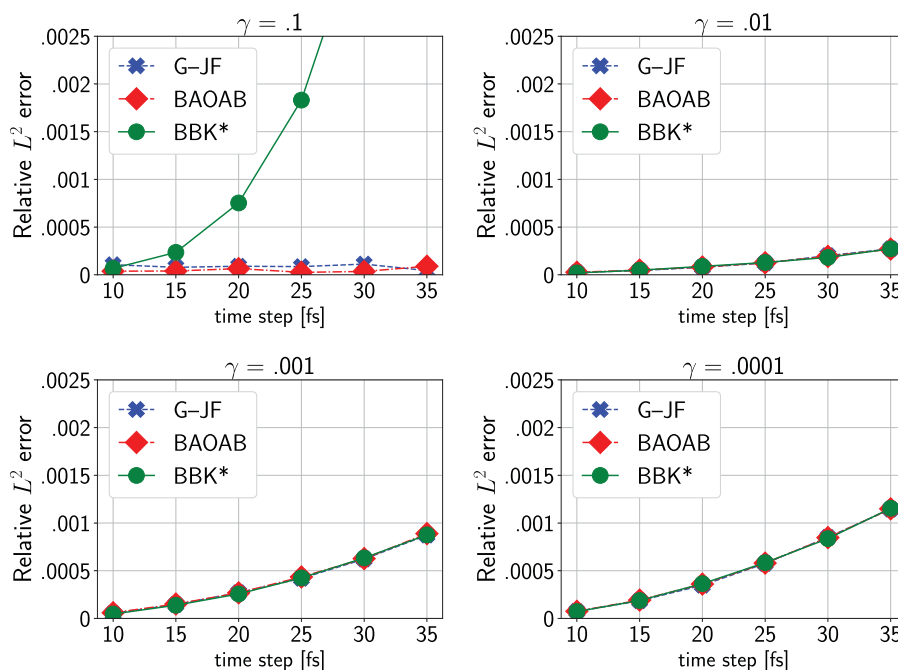 γ = .1
.0025
.002
.0015
.001
.0005
0
Relative L² error
G–JF
BAOAB
BBK*
10 15 20 25 30 35
time step [fs]
γ = .01
.0025
.002
.0015
.001
.0005
0
Relative L² error
G–JF
BAOAB
BBK*
10 15 20 25 30 35
time step [fs]
γ = .001
.0025
.002
.0015
.001
.0005
0
Relative L² error
G–JF
BAOAB
BBK*
10 15 20 25 30 35
time step [fs]
γ = .0001
.0025
.002
.0015
.001
.0005
0
Relative L² error
G–JF
BAOAB
BBK*
10 15 20 25 30 35
time step [fs]